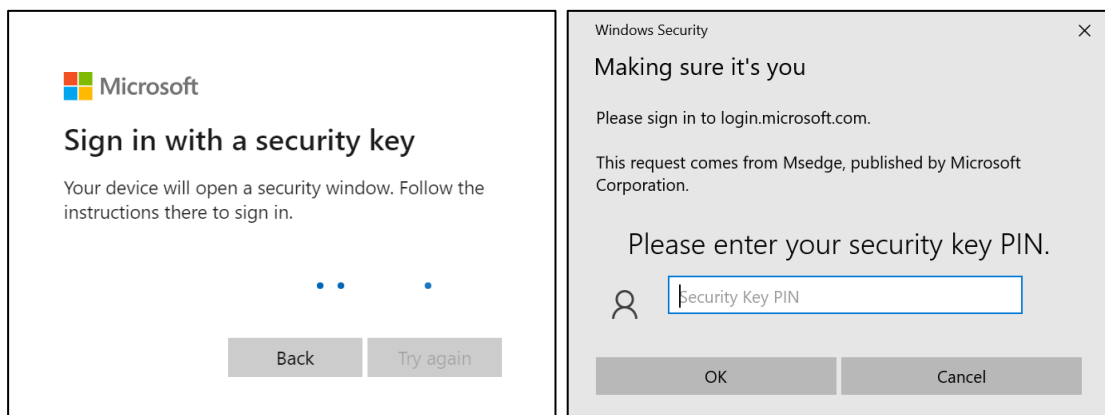 Microsoft
Sign in with a security key
Your device will open a security window. Follow the
instructions there to sign in.
Back
Try again
Windows Security
Making sure it's you
Please sign in to login.microsoft.com.
This request comes from Msedge, published by Microsoft
Corporation.
Please enter your security key PIN.
Security Key PIN
OK
Cancel